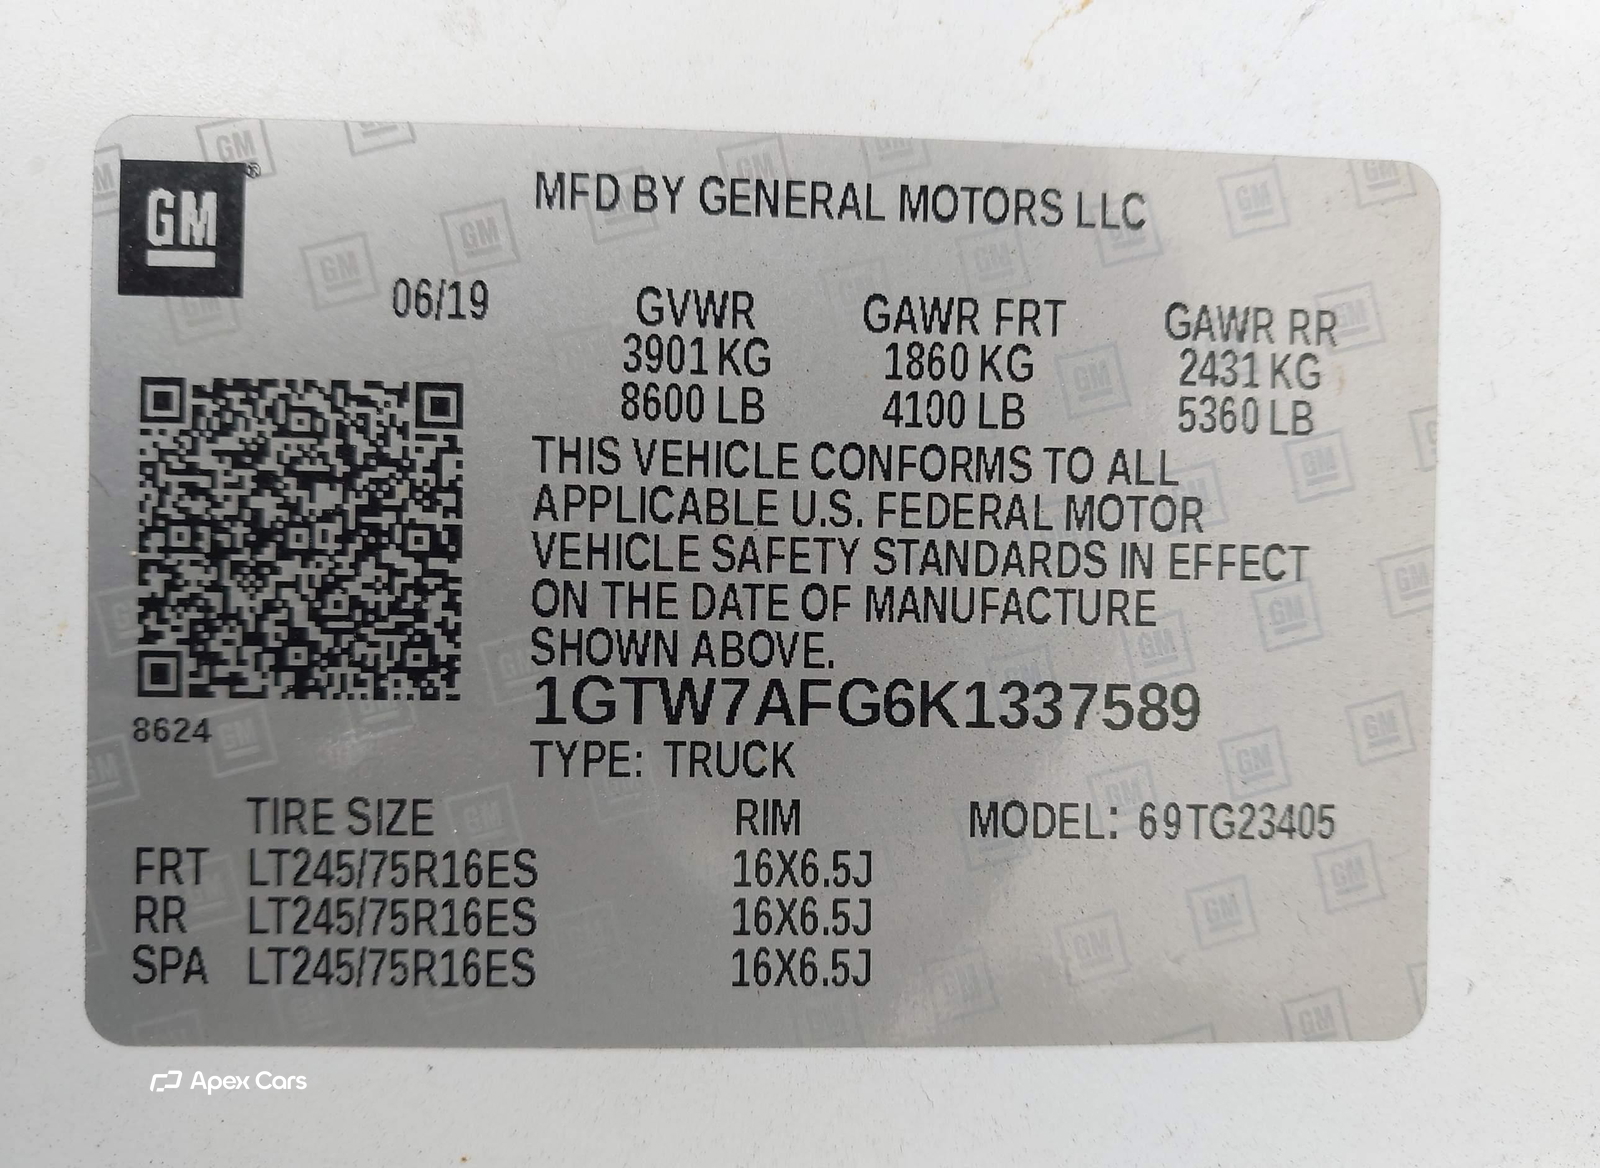 GM®
MFD BY GENERAL MOTORS LLC
06/19
GVWR GAWR FRT GAWR RR
3901 KG 1860 KG 2431 KG
8600 LB 4100 LB 5360 LB
THIS VEHICLE CONFORMS TO ALL
APPLICABLE U.S. FEDERAL MOTOR
VEHICLE SAFETY STANDARDS IN EFFECT
ON THE DATE OF MANUFACTURE
SHOWN ABOVE.
1GTW7AFG6K1337589
8624
TYPE: TRUCK
TIRE SIZE RIM MODEL: 69TG23405
FRT LT245/75R16ES 16X6.5J
RR LT245/75R16ES 16X6.5J
SPA LT245/75R16ES 16X6.5J
Apex Cars